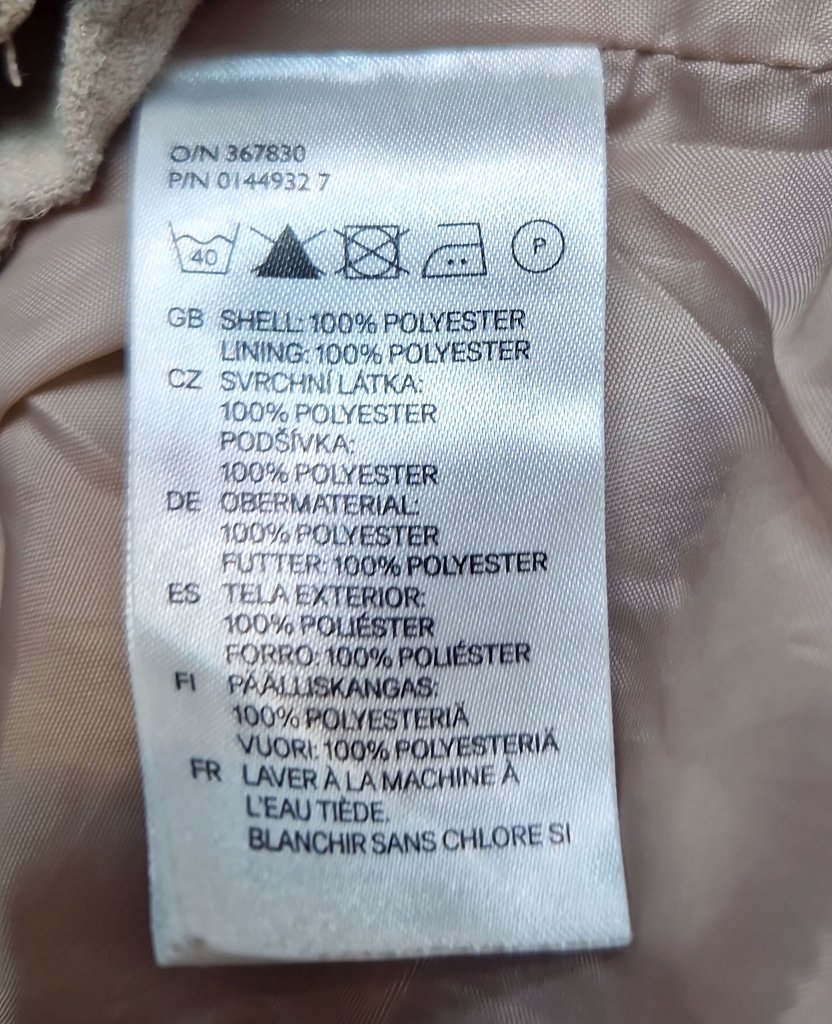 O/N 367830
P/N 0144932 7
40 P
GB SHELL: 100% POLYESTER
LINING: 100% POLYESTER
CZ SVRCHNÍ LÁTKA:
100% POLYESTER
PODŠÍVKA:
100% POLYESTER
DE OBERMATERIAL:
100% POLYESTER
FUTTER: 100% POLYESTER
ES TELA EXTERIOR:
100% POLIÉSTER
FORRO: 100% POLIÉSTER
FI PÄÄLLISKANGAS:
100% POLYESTERIÄ
VUORI: 100% POLYESTERIÄ
FR LAVER À LA MACHINE À
L'EAU TIÈDE.
BLANCHIR SANS CHLORE SI